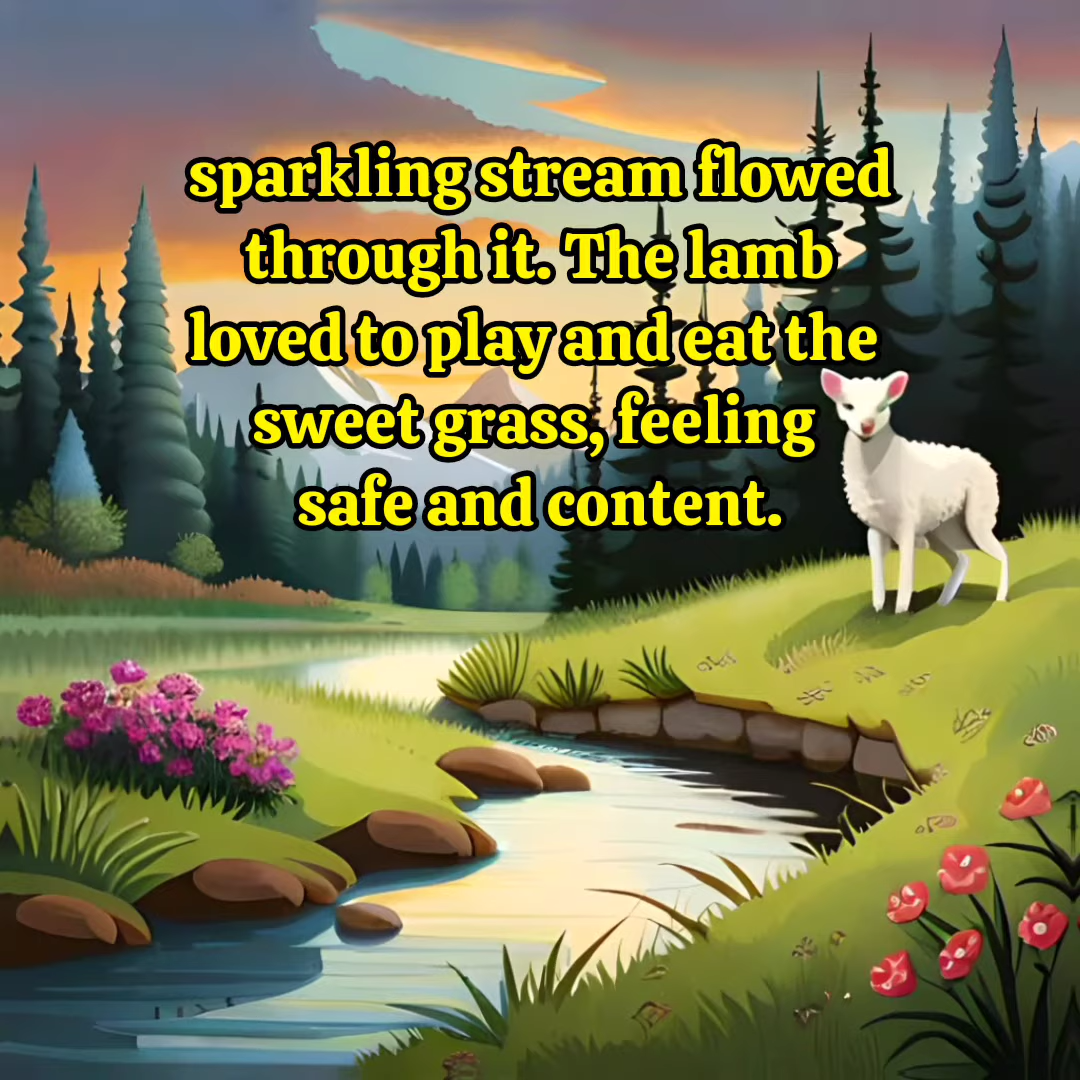 sparkling stream flowed
through it. The lamb
loved to play and eat the
sweet grass, feeling
safe and content.